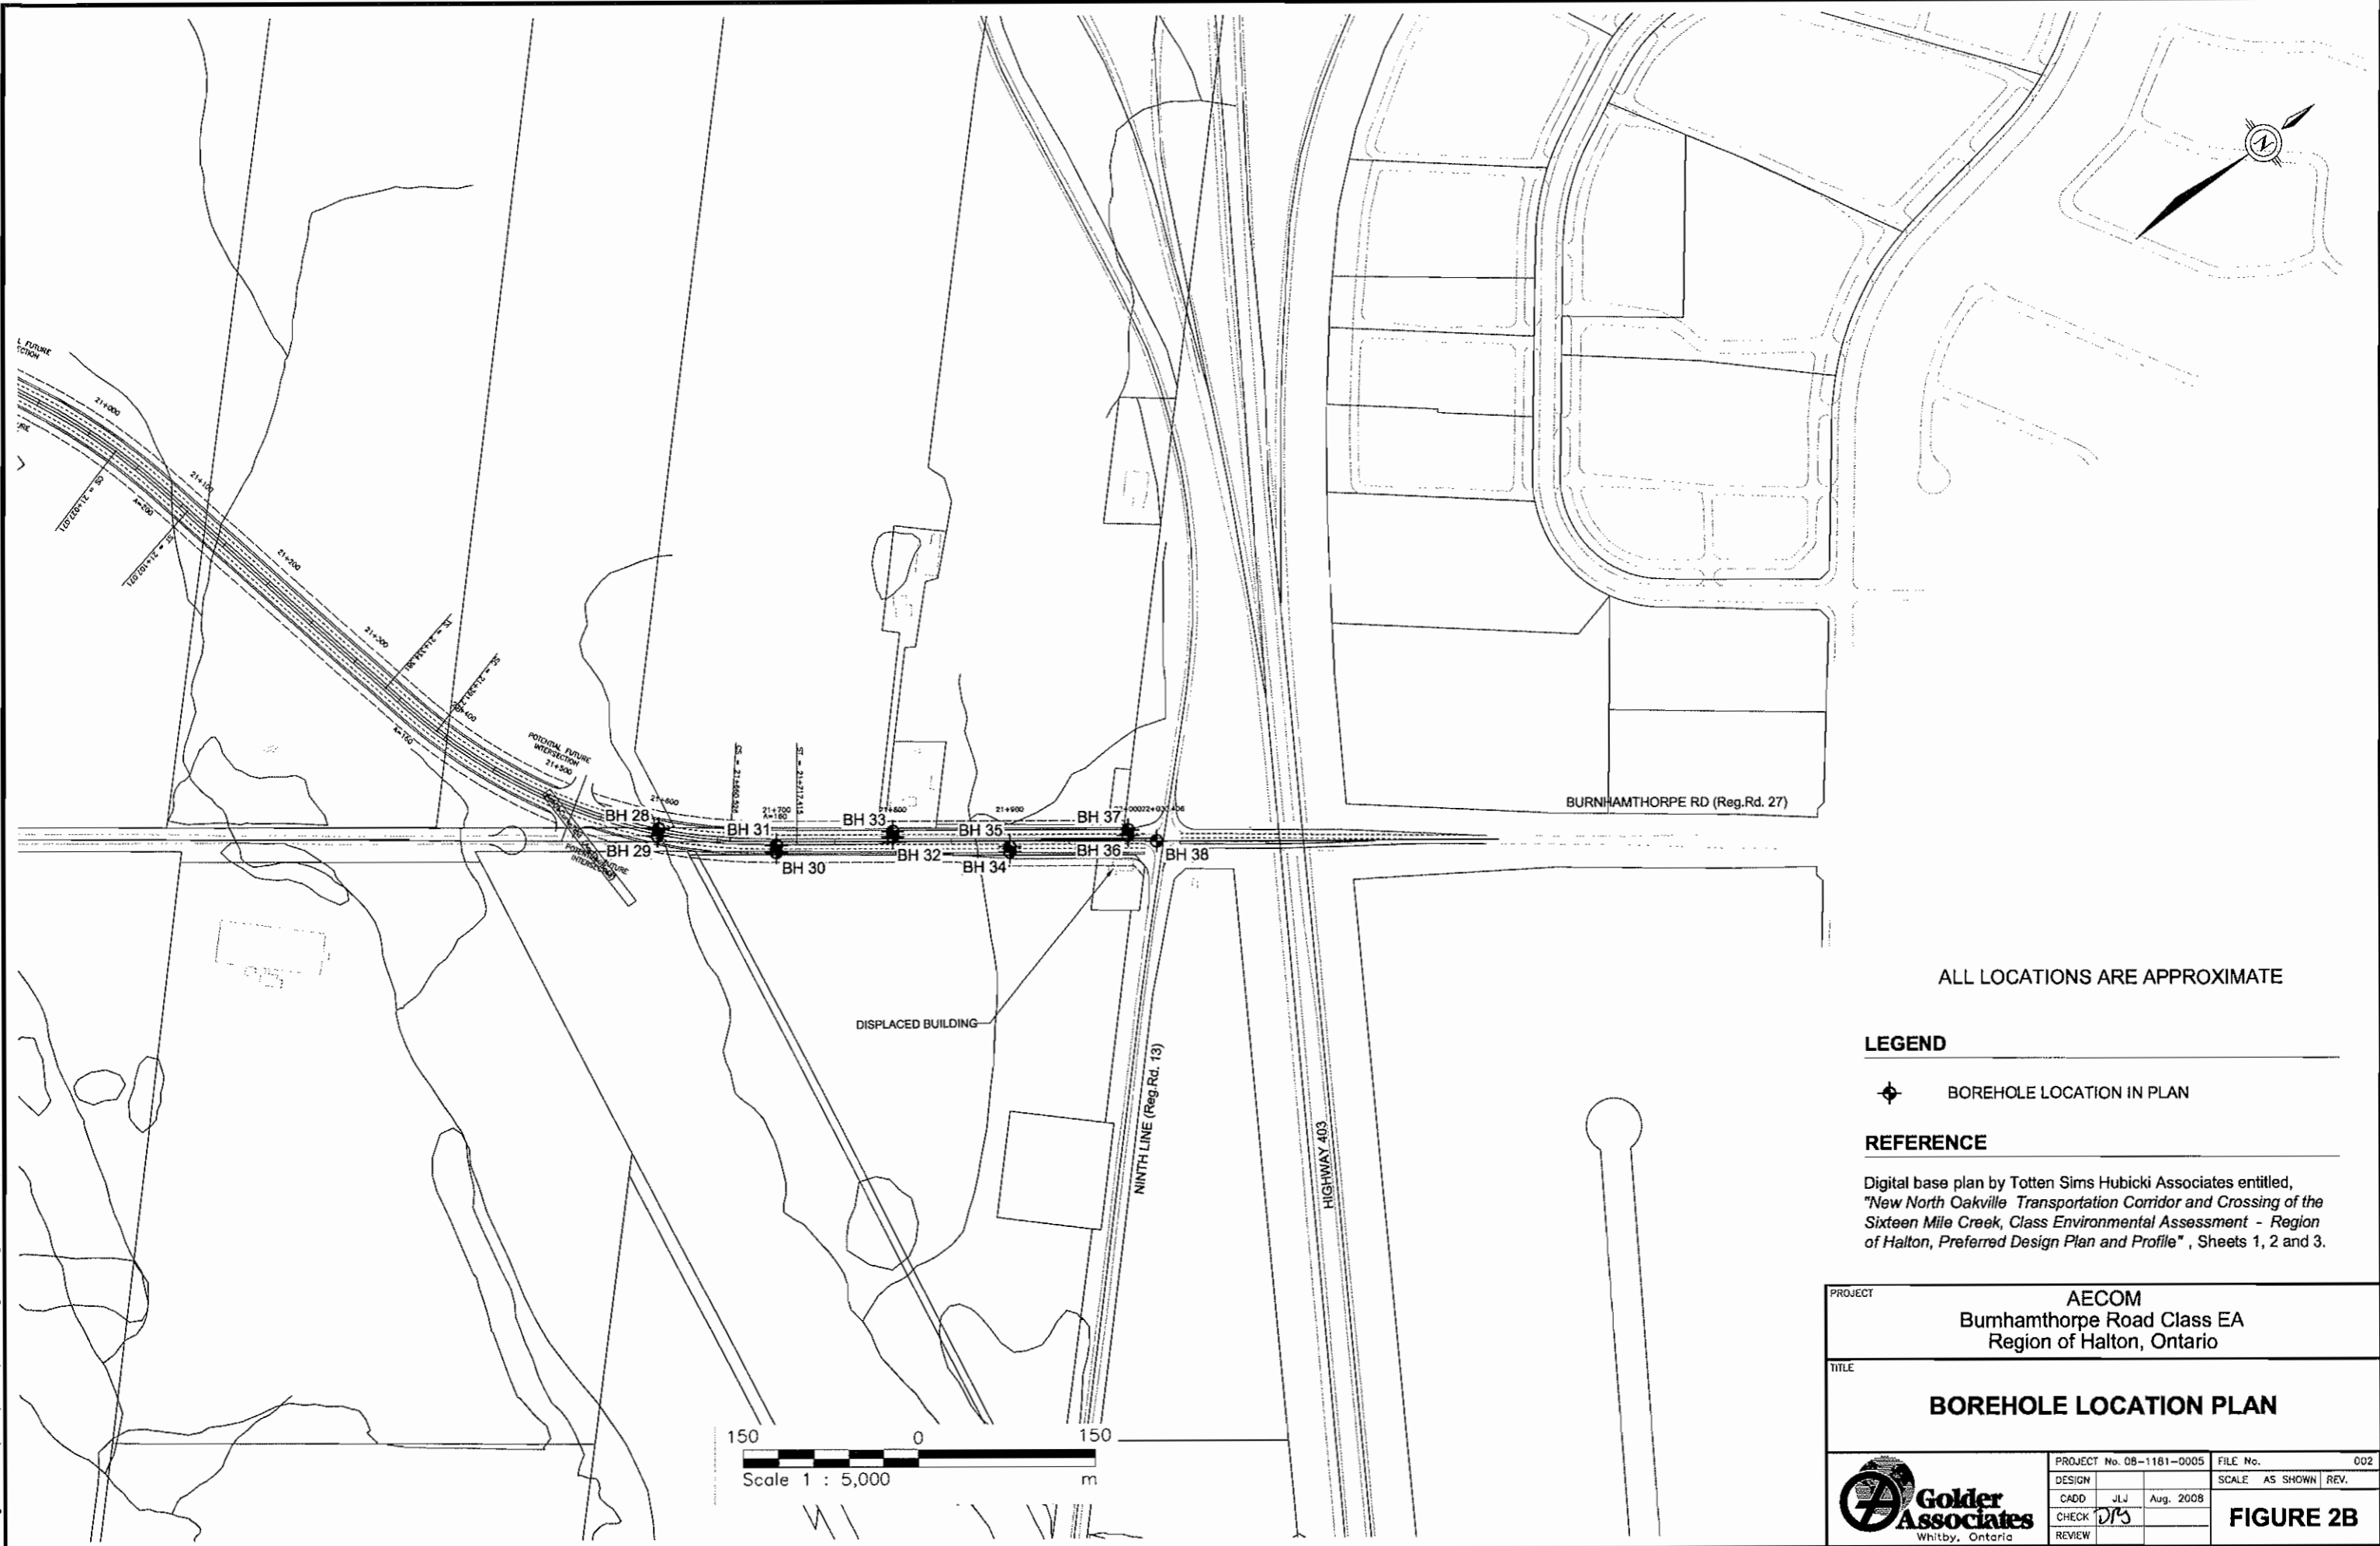 L FUTURE
21+000
21+100
A=200
21+200
21+300
A=160
POTENTIAL FUTURE
INTERSECTION
21+500
21+600
21+700
A=160
21+800
21+900
BH 28
BH 31
BH 33
BH 35
BH 37
BH 29
BH 30
BH 32
BH 34
BH 36
BH 38
BURNHAMTHORPE RD (Reg.Rd. 27)
DISPLACED BUILDING
NINTH LINE (Reg.Rd. 13)
HIGHWAY 403
ALL LOCATIONS ARE APPROXIMATE
LEGEND
BOREHOLE LOCATION IN PLAN
REFERENCE
Digital base plan by Totten Sims Hubicki Associates entitled,
"New North Oakville Transportation Corridor and Crossing of the
Sixteen Mile Creek, Class Environmental Assessment - Region
of Halton, Preferred Design Plan and Profile" , Sheets 1, 2 and 3.
150 0 150
Scale 1 : 5,000 m
PROJECT
AECOM
Burnhamthorpe Road Class EA
Region of Halton, Ontario
TITLE
BOREHOLE LOCATION PLAN
Golder
Associates
Whitby, Ontario
PROJECT No. 08-1181-0005 FILE No. 002
DESIGN SCALE AS SHOWN REV.
CADD JLJ Aug. 2008
CHECK
REVIEW
FIGURE 2B